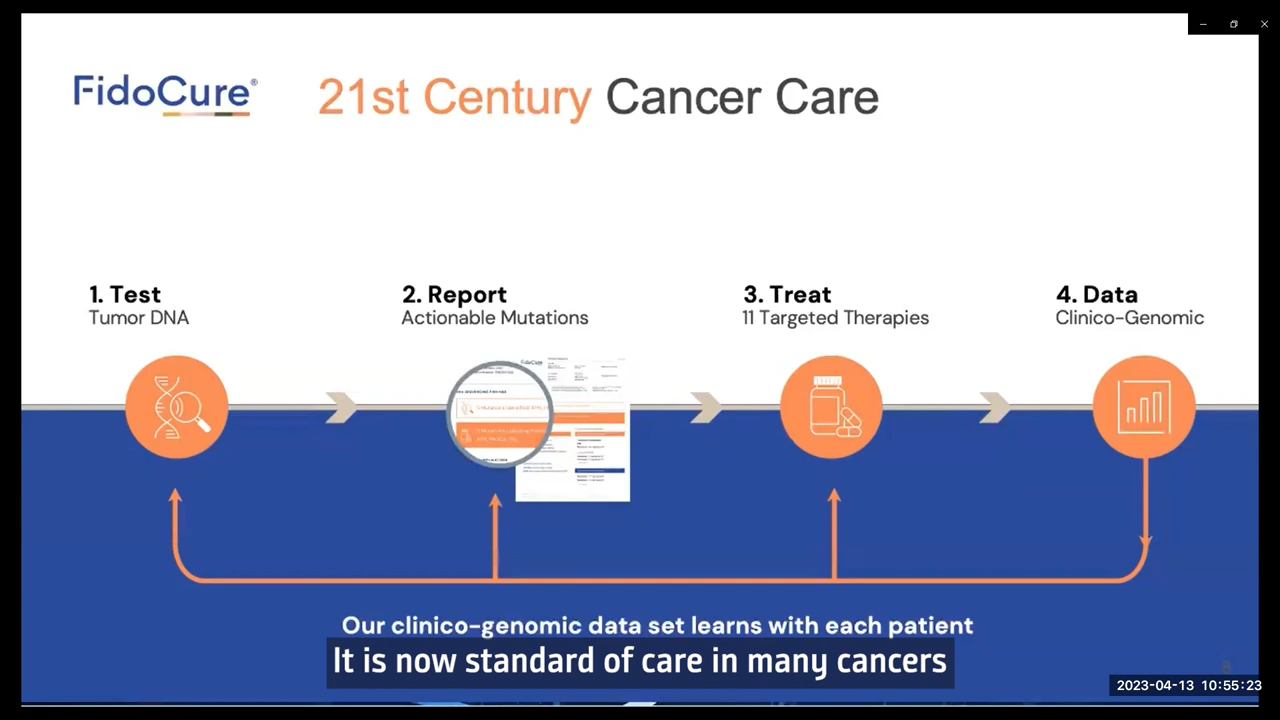 FidoCure®
21st Century Cancer Care
1. Test
Tumor DNA
2. Report
Actionable Mutations
3. Treat
11 Targeted Therapies
4. Data
Clinico-Genomic
FidoCure
Our clinico-genomic data set learns with each patient
It is now standard of care in many cancers
2023-04-13 10:55:23